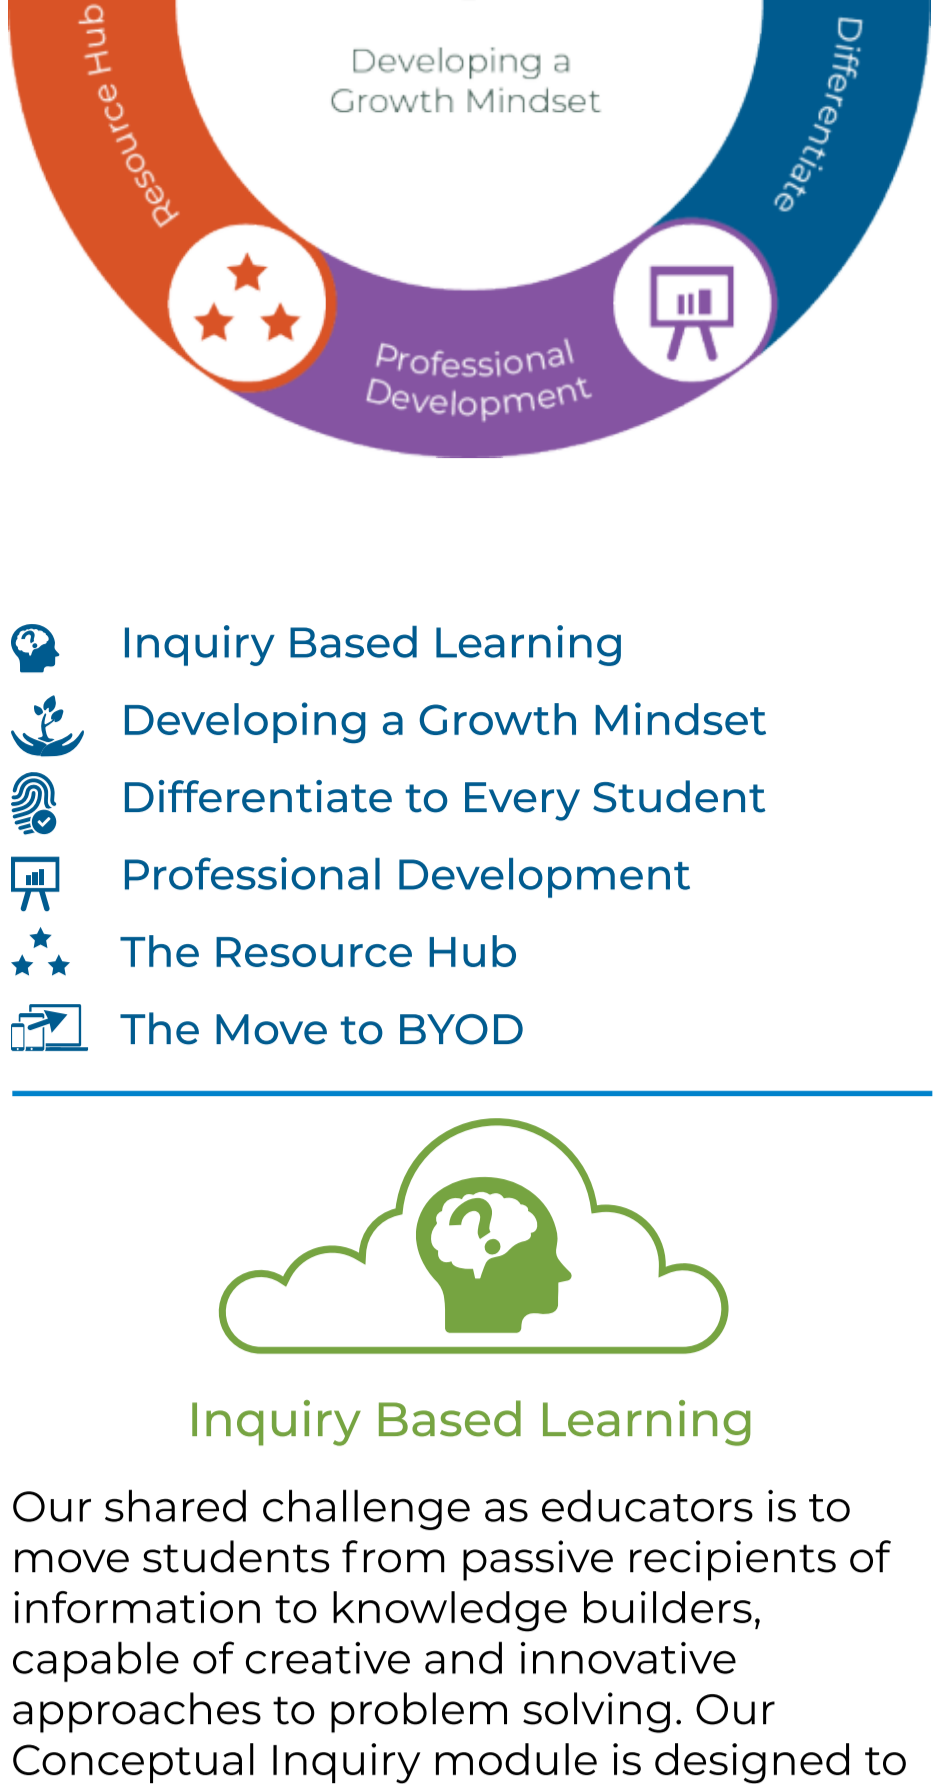 Resource Hub
Developing a
Growth Mindset
Differentiate
Professional
Development
Inquiry Based Learning
Developing a Growth Mindset
Differentiate to Every Student
Professional Development
The Resource Hub
The Move to BYOD
Inquiry Based Learning
Our shared challenge as educators is to
move students from passive recipients of
information to knowledge builders,
capable of creative and innovative
approaches to problem solving. Our
Conceptual Inquiry module is designed to